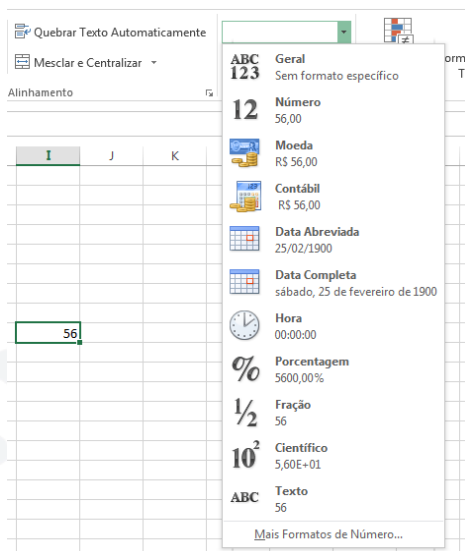 Quebrar Texto Automaticamente
Mesclar e Centralizar
Alinhamento
I J K
56
ABC 123 Geral
Sem formato específico
12 Número
56,00
Moeda
R$ 56,00
Contábil
R$ 56,00
Data Abreviada
25/02/1900
Data Completa
sábado, 25 de fevereiro de 1900
Hora
00:00:00
% Porcentagem
5600,00%
½ Fração
56
10² Científico
5,60E+01
ABC Texto
56
Mais Formatos de Número...